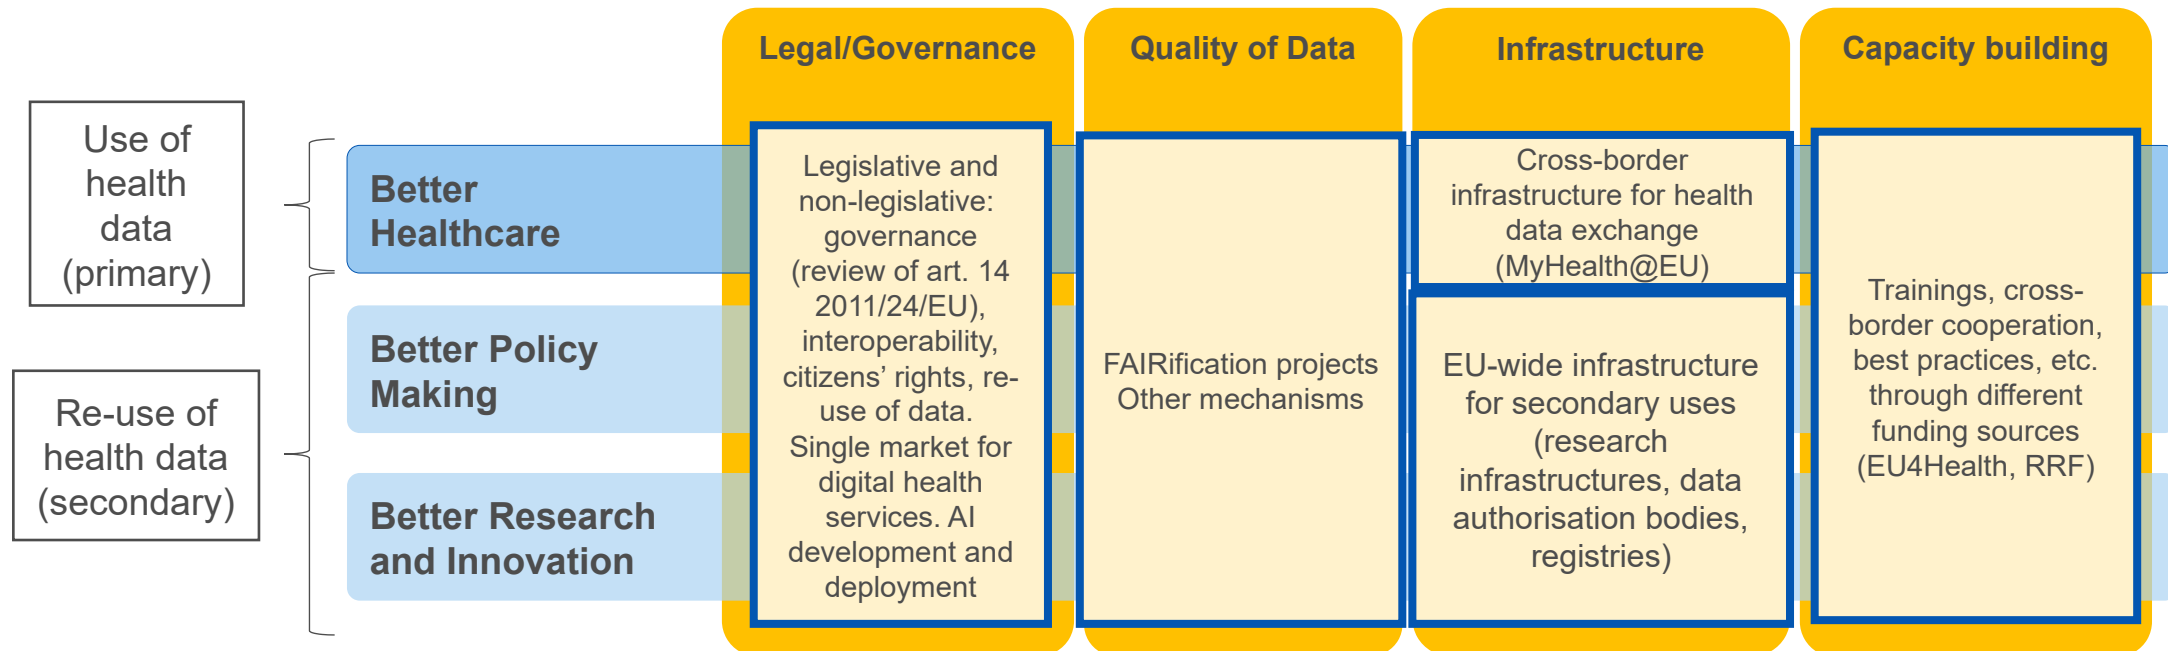 Legal/Governance
Quality of Data
Infrastructure
Capacity building
Use of
health
data
(primary)
Re-use of
health data
(secondary)
Better
Healthcare
Better Policy
Making
Better Research
and Innovation
Legislative and
non-legislative:
governance
(review of art. 14
2011/24/EU),
interoperability,
citizens’ rights, re-
use of data.
Single market for
digital health
services. AI
development and
deployment
FAIRification projects
Other mechanisms
Cross-border
infrastructure for health
data exchange
(MyHealth@EU)
EU-wide infrastructure
for secondary uses
(research
infrastructures, data
authorisation bodies,
registries)
Trainings, cross-
border cooperation,
best practices, etc.
through different
funding sources
(EU4Health, RRF)